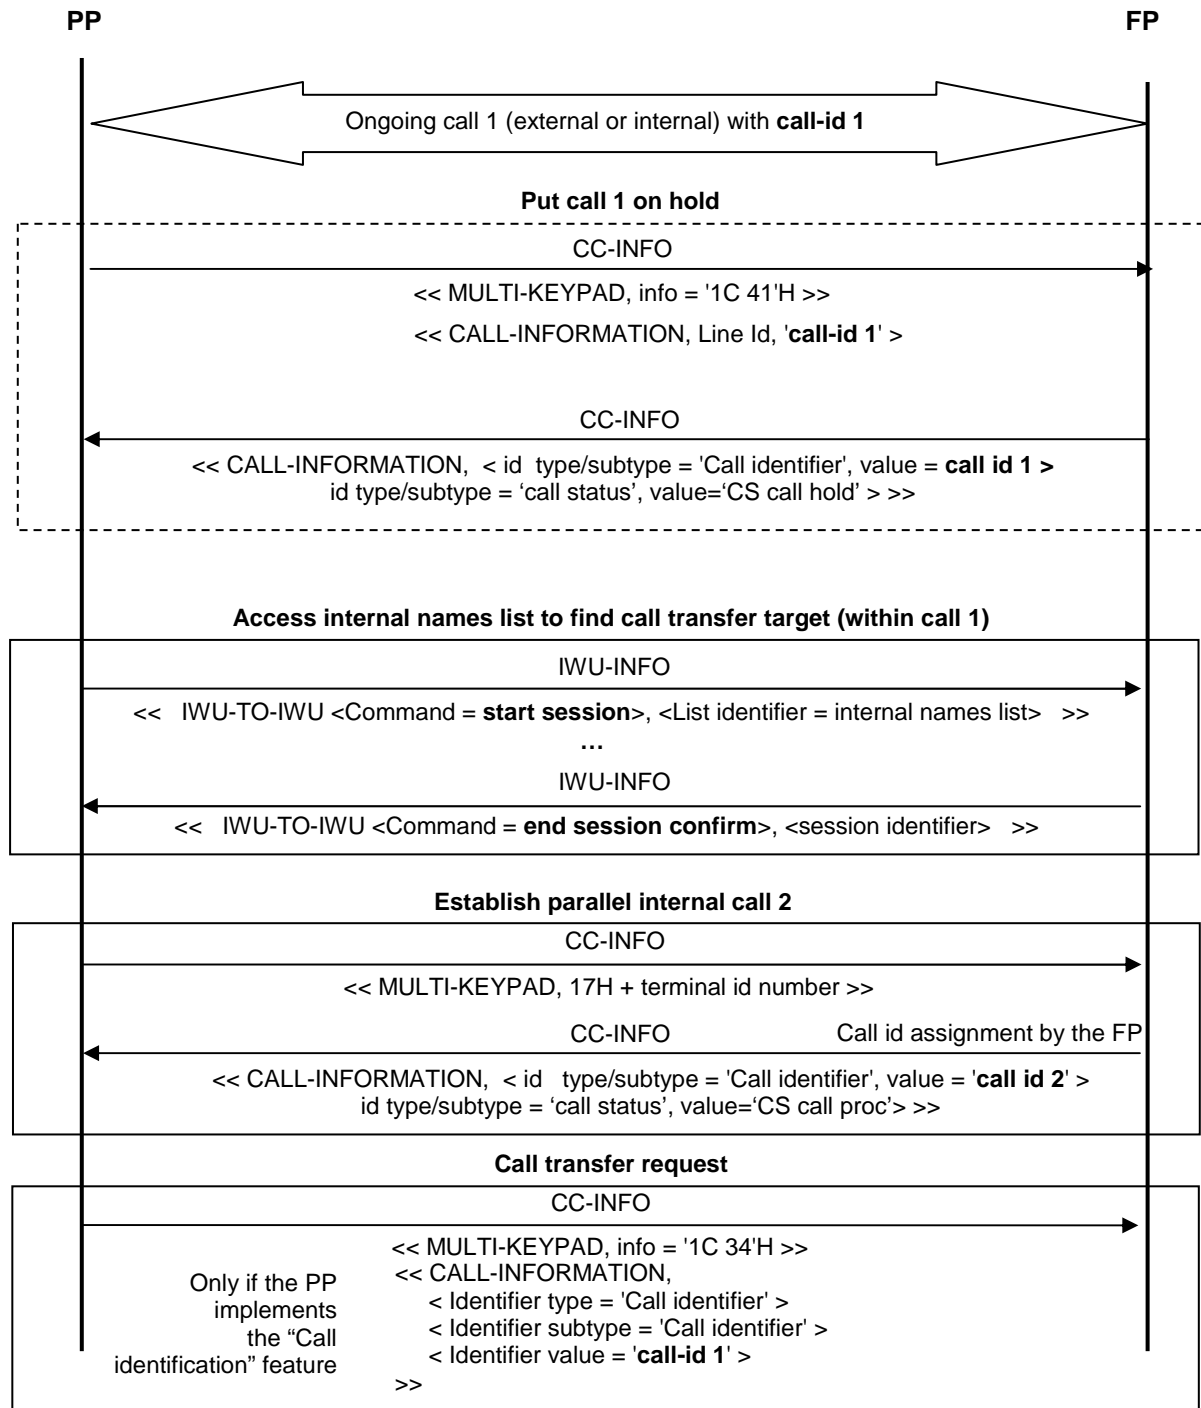 PP
FP
Ongoing call 1 (external or internal) with call-id 1
Put call 1 on hold
CC-INFO
<< MULTI-KEYPAD, info = '1C 41'H >>
<< CALL-INFORMATION, Line Id, 'call-id 1' >
CC-INFO
<< CALL-INFORMATION, < id type/subtype = 'Call identifier', value = call id 1 >
id type/subtype = ‘call status’, value=‘CS call hold’ > >>
Access internal names list to find call transfer target (within call 1)
IWU-INFO
<< IWU-TO-IWU <Command = start session>, <List identifier = internal names list> >>
…
IWU-INFO
<< IWU-TO-IWU <Command = end session confirm>, <session identifier> >>
Establish parallel internal call 2
CC-INFO
<< MULTI-KEYPAD, 17H + terminal id number >>
CC-INFO
Call id assignment by the FP
<< CALL-INFORMATION, < id type/subtype = 'Call identifier', value = 'call id 2' >
id type/subtype = ‘call status’, value=‘CS call proc’> >>
Call transfer request
CC-INFO
<< MULTI-KEYPAD, info = '1C 34'H >>
<< CALL-INFORMATION,
< Identifier type = 'Call identifier' >
< Identifier subtype = 'Call identifier' >
< Identifier value = 'call-id 1' >
>>
Only if the PP
implements
the “Call
identification” feature